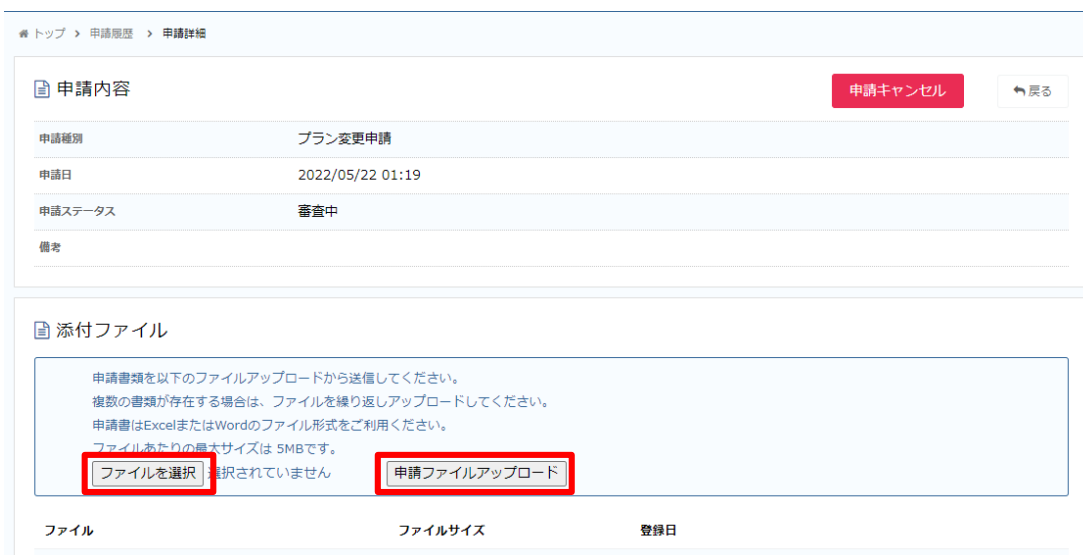 トップ > 申請履歴 > 申請詳細
申請内容
申請キャンセル
戻る
申請種別 プラン変更申請
申請日 2022/05/22 01:19
申請ステータス 審査中
備考
添付ファイル
申請書類を以下のファイルアップロードから送信してください。
複数の書類が存在する場合は、ファイルを繰り返しアップロードしてください。
申請書はExcelまたはWordのファイル形式をご利用ください。
ファイルあたりの最大サイズは 5MBです。
ファイルを選択 選択されていません 申請ファイルアップロード
ファイル ファイルサイズ 登録日